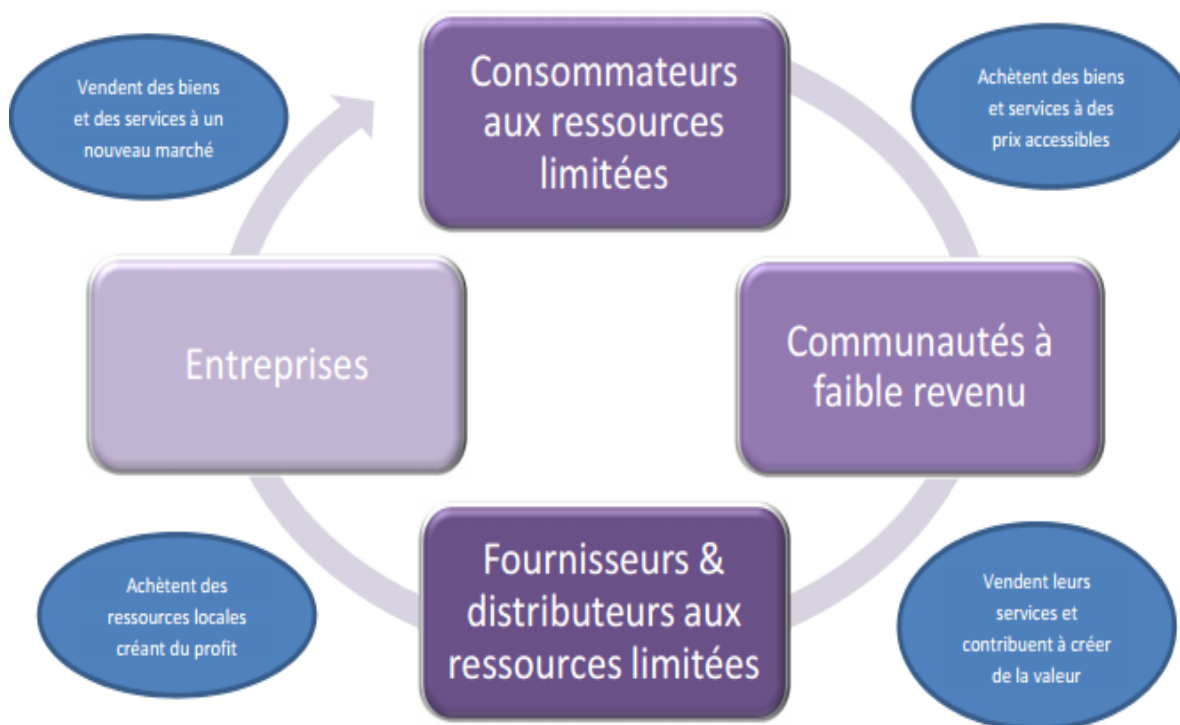 Vendent des biens
et des services à un
nouveau marché
Consommateurs
aux ressources
limitées
Achètent des biens
et services à des
prix accessibles
Entreprises
Communautés à
faible revenu
Achètent des
ressources locales
créant du profit
Fournisseurs &
distributeurs aux
ressources limitées
Vendent leurs
services et
contribuent à créer
de la valeur